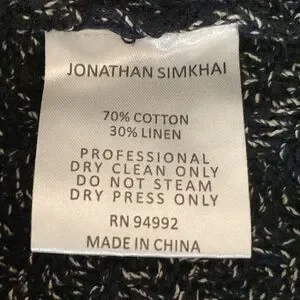 JONATHAN SIMKHAI
70% COTTON
30% LINEN
PROFESSIONAL
DRY CLEAN ONLY
DO NOT STEAM
DRY PRESS ONLY
RN 94992
MADE IN CHINA